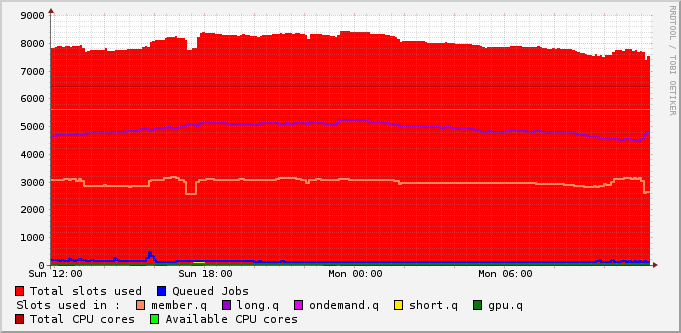 9000
8000
7000
6000
5000
4000
3000
2000
1000
0
Sun 12:00 Sun 18:00 Mon 00:00 Mon 06:00
Total slots used Queued Jobs
Slots used in : member.q long.q ondemand.q short.q gpu.q
Total CPU cores Available CPU cores
RRDTOOL / TOBI OETIKER